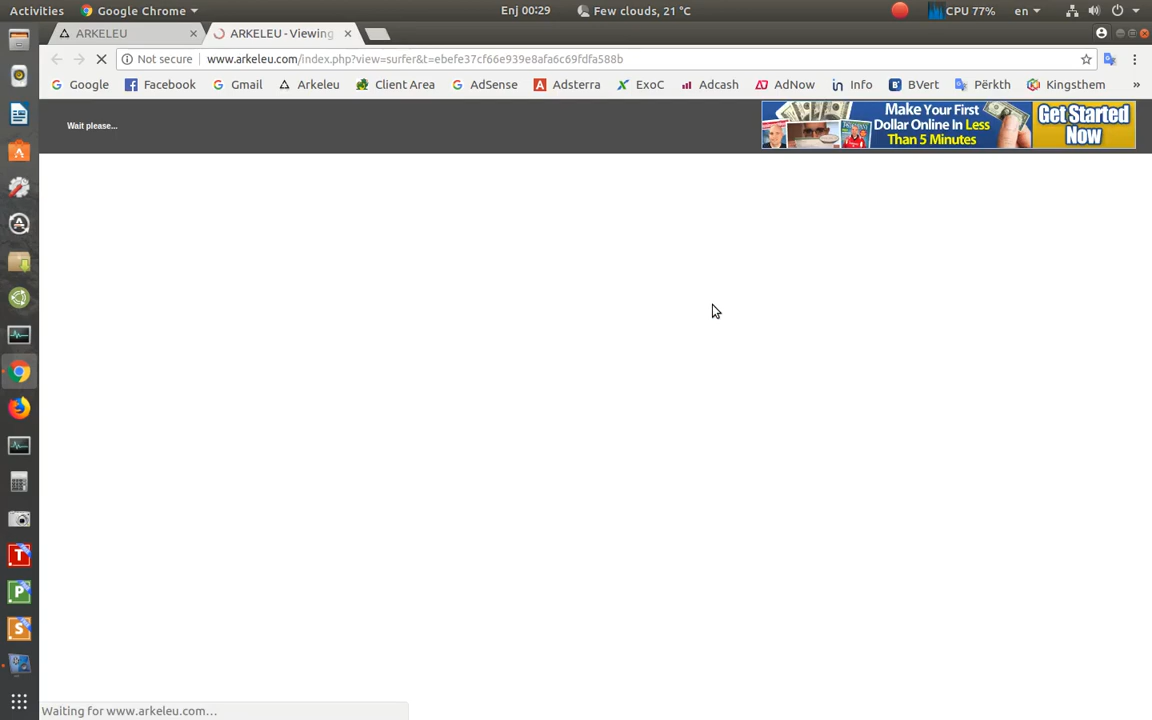 Activities Google Chrome Enj 00:29 Few clouds, 21 °C CPU 77% en
ARKELEU ARKELEU - Viewing
Not secure www.arkeleu.com/index.php?view=surfer&t=ebefe37cf66e939e8afa6c69fdfa588b
Google Facebook Gmail Arkeleu Client Area AdSense Adsterra ExoC Adcash AdNow Info BVert Përkth Kingsthem »
Wait please...
Make Your First
Dollar Online In Less
Than 5 Minutes
Get Started
Now
Waiting for www.arkeleu.com...